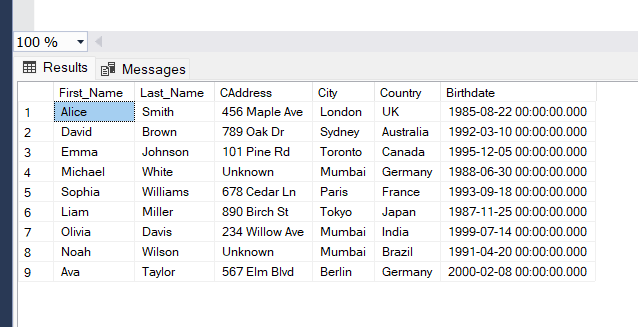 100 %
Results Messages
First_Name Last_Name CAddress City Country Birthdate
1 Alice Smith 456 Maple Ave London UK 1985-08-22 00:00:00.000
2 David Brown 789 Oak Dr Sydney Australia 1992-03-10 00:00:00.000
3 Emma Johnson 101 Pine Rd Toronto Canada 1995-12-05 00:00:00.000
4 Michael White Unknown Mumbai Germany 1988-06-30 00:00:00.000
5 Sophia Williams 678 Cedar Ln Paris France 1993-09-18 00:00:00.000
6 Liam Miller 890 Birch St Tokyo Japan 1987-11-25 00:00:00.000
7 Olivia Davis 234 Willow Ave Mumbai India 1999-07-14 00:00:00.000
8 Noah Wilson Unknown Mumbai Brazil 1991-04-20 00:00:00.000
9 Ava Taylor 567 Elm Blvd Berlin Germany 2000-02-08 00:00:00.000